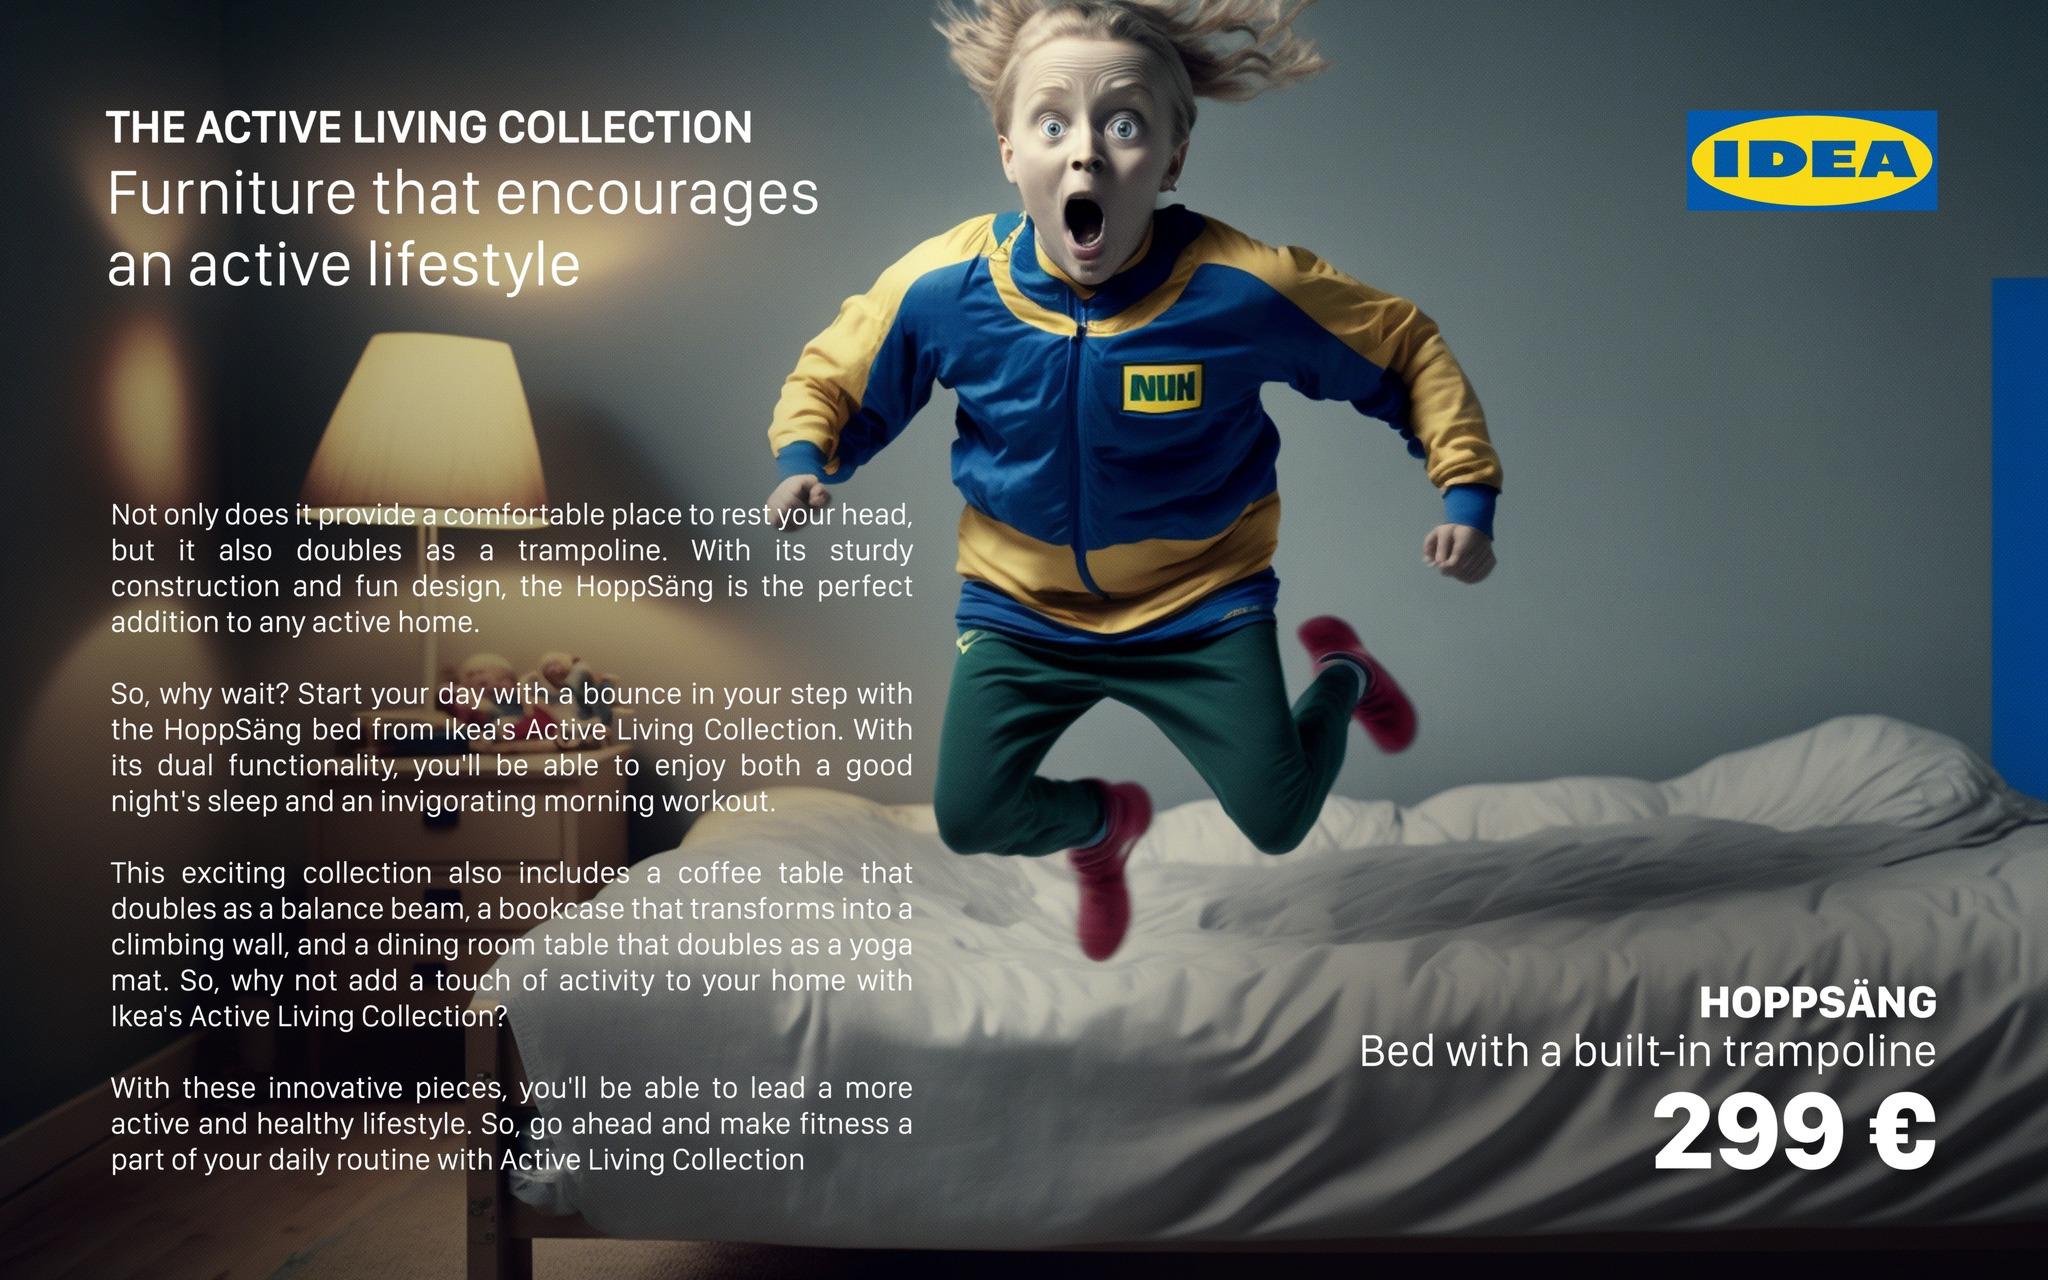 THE ACTIVE LIVING COLLECTION
Furniture that encourages
an active lifestyle
IDEA
NUH
Not only does it provide a comfortable place to rest your head,
but it also doubles as a trampoline. With its sturdy
construction and fun design, the HoppSäng is the perfect
addition to any active home.
So, why wait? Start your day with a bounce in your step with
the HoppSäng bed from Ikea's Active Living Collection. With
its dual functionality, you'll be able to enjoy both a good
night's sleep and an invigorating morning workout.
This exciting collection also includes a coffee table that
doubles as a balance beam, a bookcase that transforms into a
climbing wall, and a dining room table that doubles as a yoga
mat. So, why not add a touch of activity to your home with
Ikea's Active Living Collection?
With these innovative pieces, you'll be able to lead a more
active and healthy lifestyle. So, go ahead and make fitness a
part of your daily routine with Active Living Collection
HOPPSÄNG
Bed with a built-in trampoline
299 €